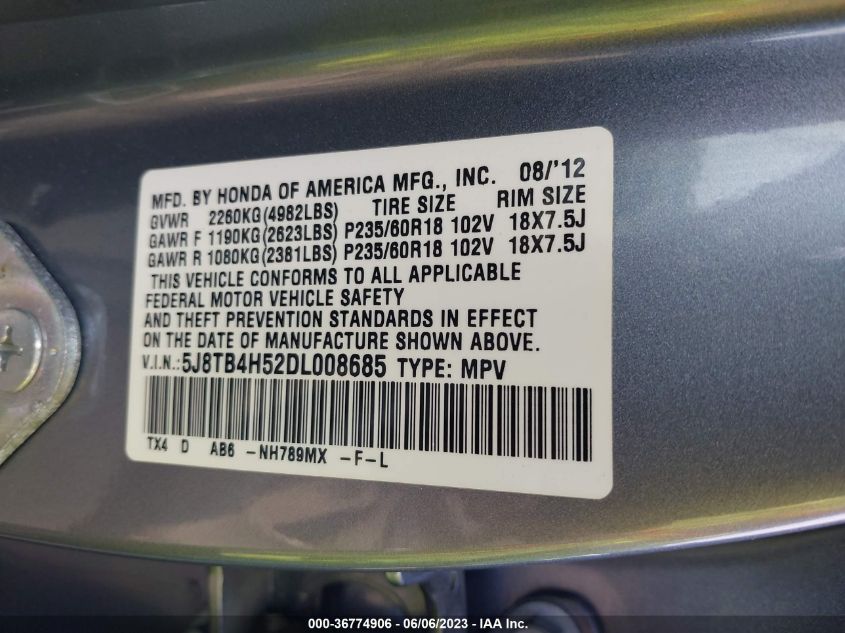 MFD. BY HONDA OF AMERICA MFG., INC. 08/'12
GVWR 2260KG(4982LBS) TIRE SIZE RIM SIZE
GAWR F 1190KG(2623LBS) P235/60R18 102V 18X7.5J
GAWR R 1080KG(2381LBS) P235/60R18 102V 18X7.5J
THIS VEHICLE CONFORMS TO ALL APPLICABLE
FEDERAL MOTOR VEHICLE SAFETY
AND THEFT PREVENTION STANDARDS IN EFFECT
ON THE DATE OF MANUFACTURE SHOWN ABOVE.
V.I.N.:5J8TB4H52DL008685 TYPE: MPV
TX4 D AB6 -NH789MX -F-L
000-36774906 - 06/06/2023 - IAA Inc.